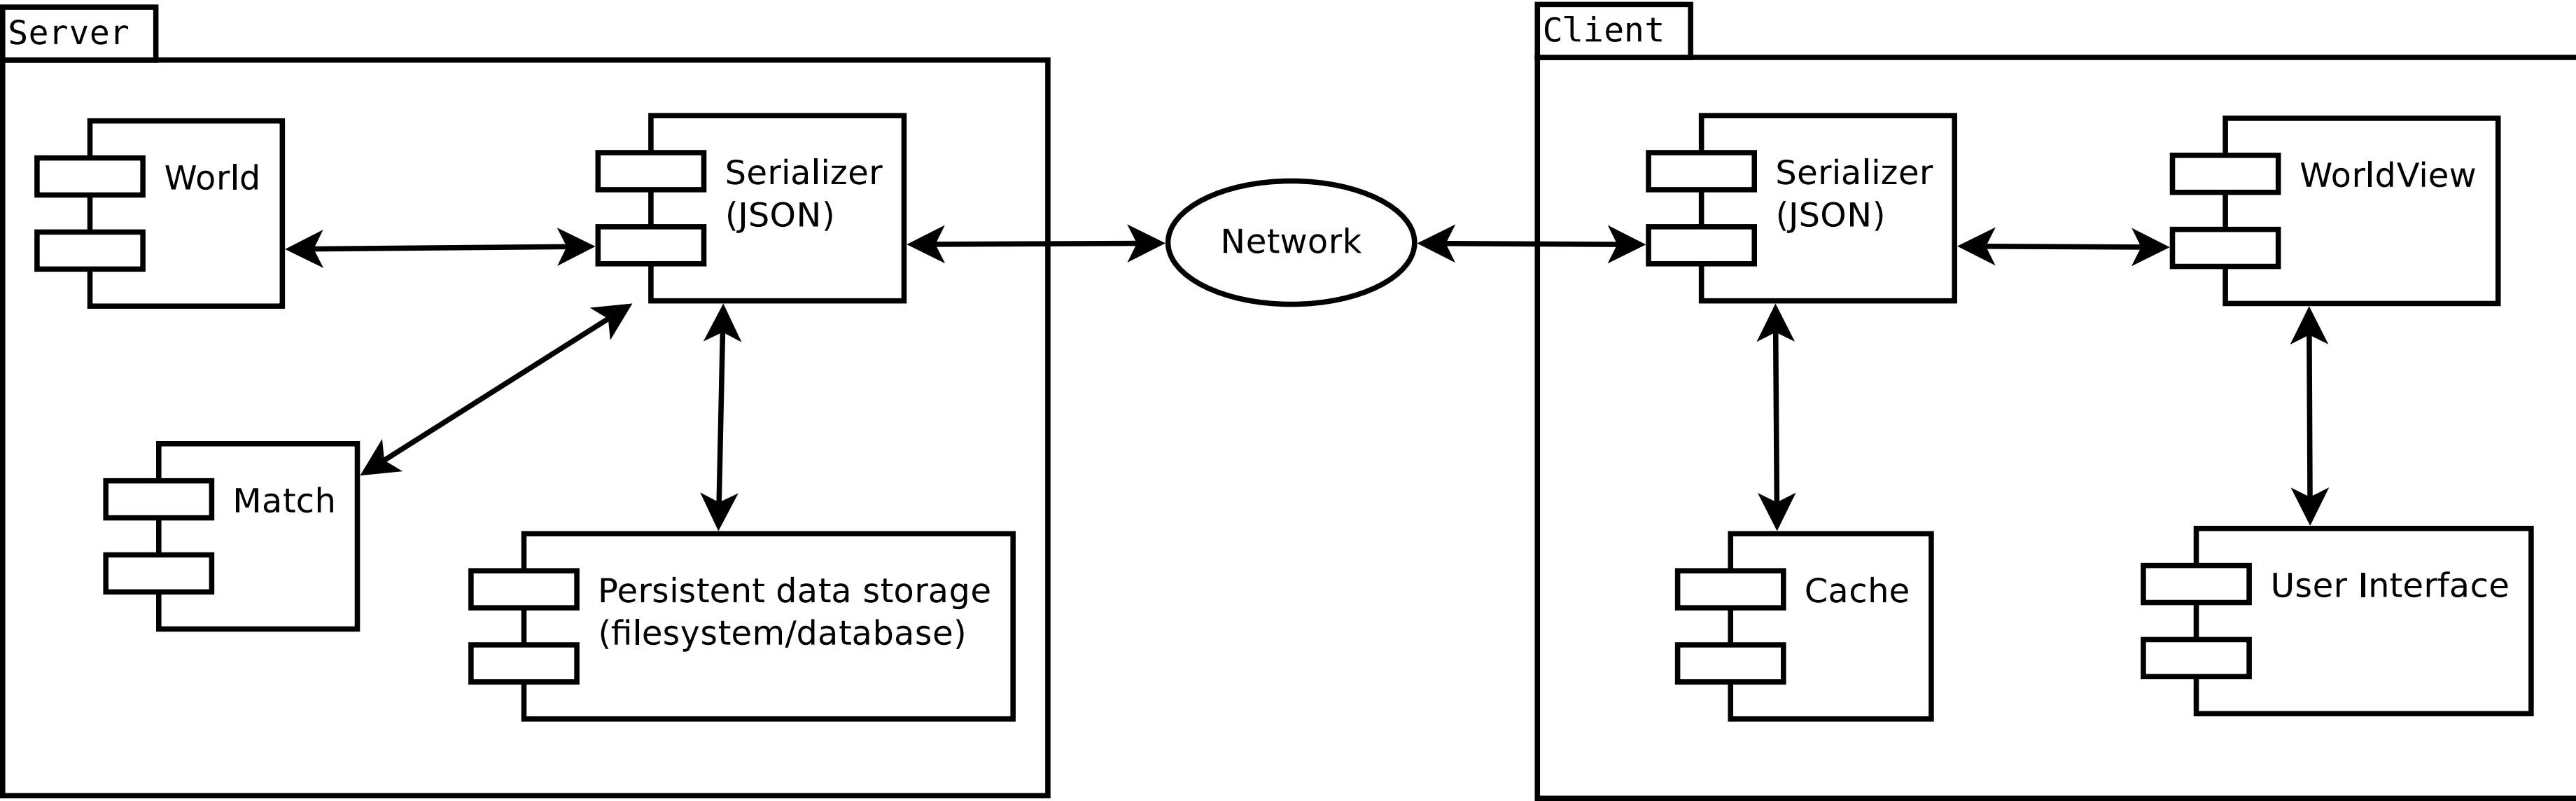 Server
World
Serializer
(JSON)
Match
Persistent data storage
(filesystem/database)
Network
Client
Serializer
(JSON)
WorldView
Cache
User Interface